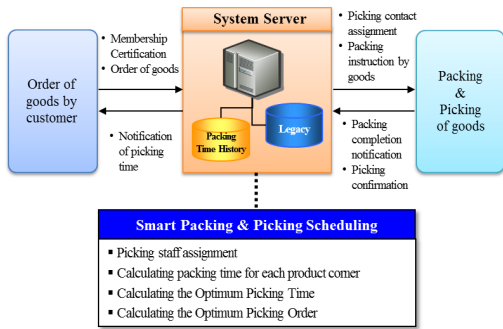 System Server
• Membership
Certification
• Order of goods
• Picking contact
assignment
• Packing
instruction by
goods
Order of
goods by
customer
Packing
&
Picking
of goods
Packing
Time History
Legacy
• Notification
of picking
time
• Packing
completion
notification
• Picking
confirmation
Smart Packing & Picking Scheduling
▪ Picking staff assignment
▪ Calculating packing time for each product corner
▪ Calculating the Optimum Picking Time
▪ Calculating the Optimum Picking Order